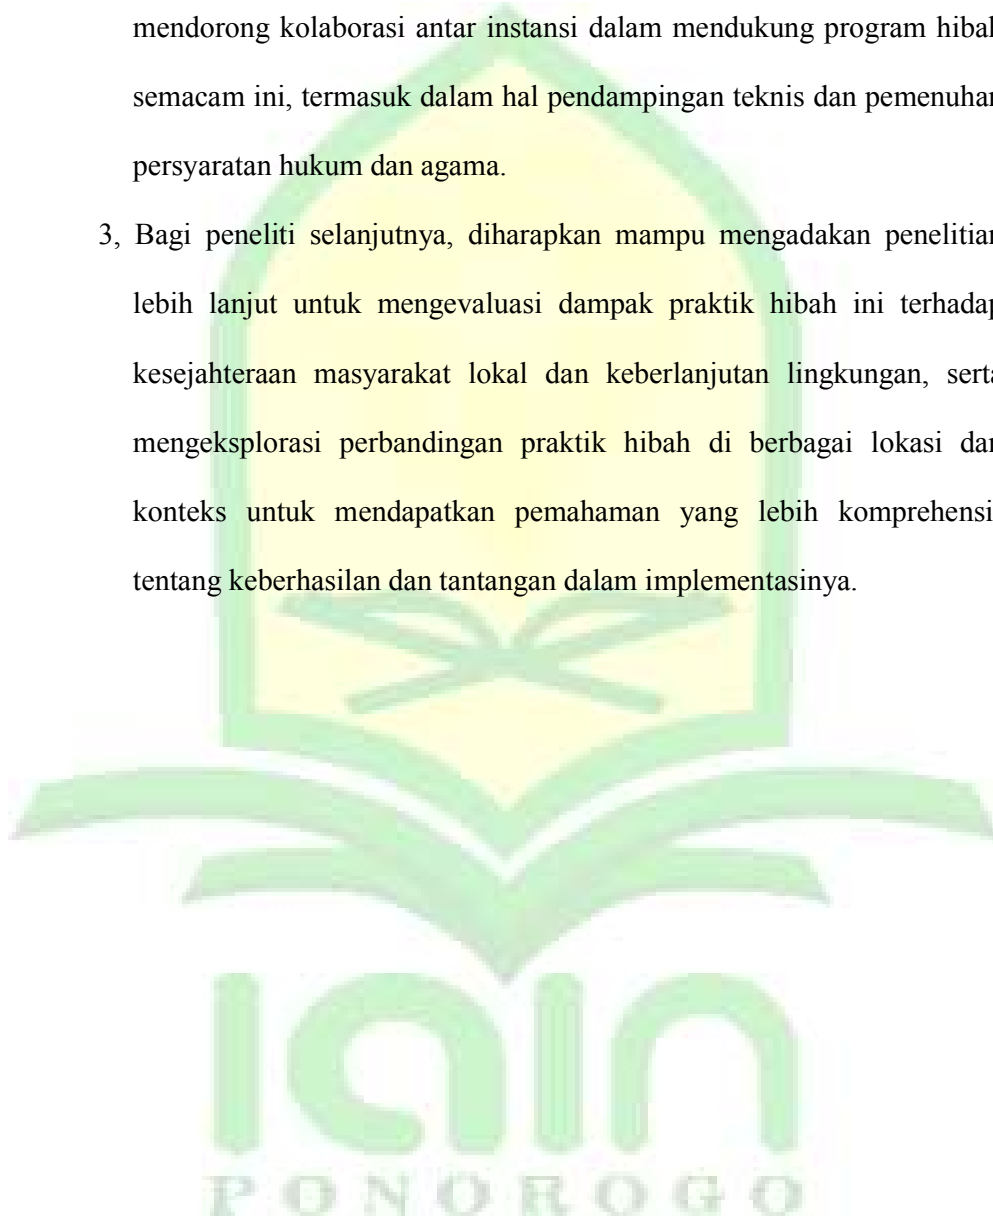 mendorong kolaborasi antar instansi dalam mendukung program hibah
semacam ini, termasuk dalam hal pendampingan teknis dan pemenuhan
persyaratan hukum dan agama.
3, Bagi peneliti selanjutnya, diharapkan mampu mengadakan penelitian
lebih lanjut untuk mengevaluasi dampak praktik hibah ini terhadap
kesejahteraan masyarakat lokal dan keberlanjutan lingkungan, serta
mengeksplorasi perbandingan praktik hibah di berbagai lokasi dan
konteks untuk mendapatkan pemahaman yang lebih komprehensi
tentang keberhasilan dan tantangan dalam implementasinya.
iain
PONOROGO